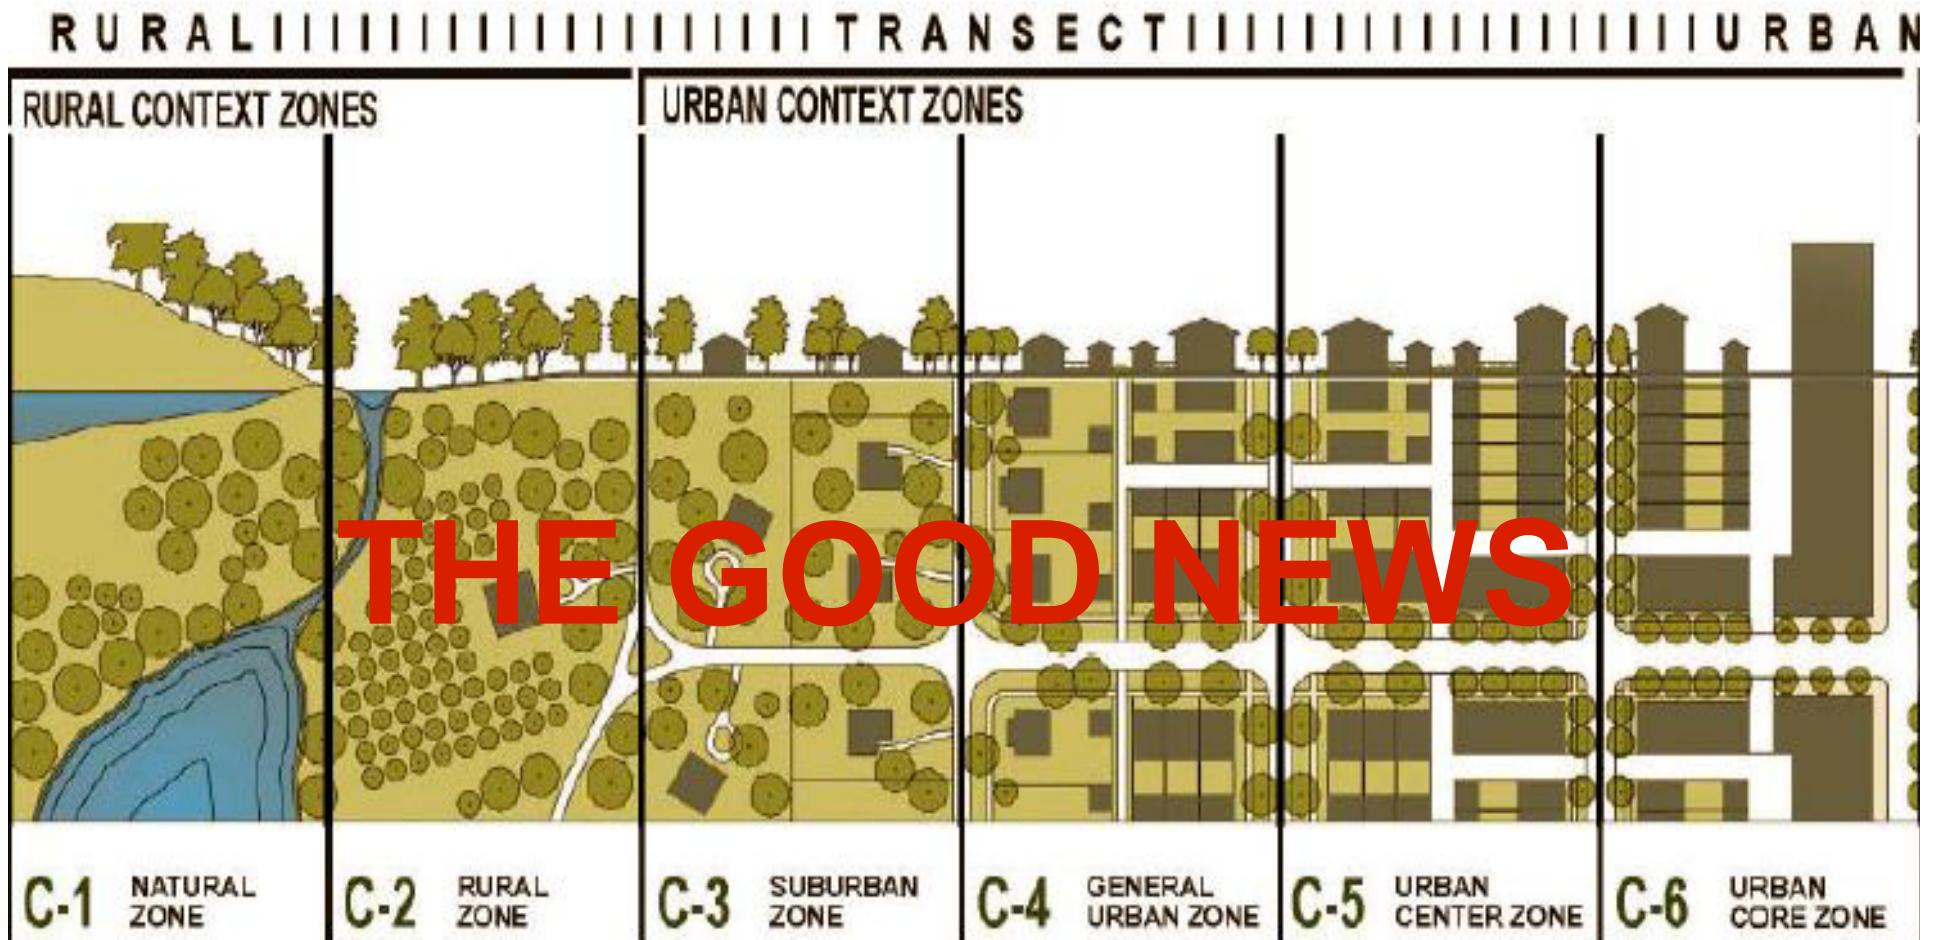 RURAL||||||||||||||||||| TRANSECT|||||||||||||||||| URBAN
RURAL CONTEXT ZONES
URBAN CONTEXT ZONES
THE GOOD NEWS
C-1 NATURAL ZONE
C-2 RURAL ZONE
C-3 SUBURBAN ZONE
C-4 GENERAL URBAN ZONE
C-5 URBAN CENTER ZONE
C-6 URBAN CORE ZONE